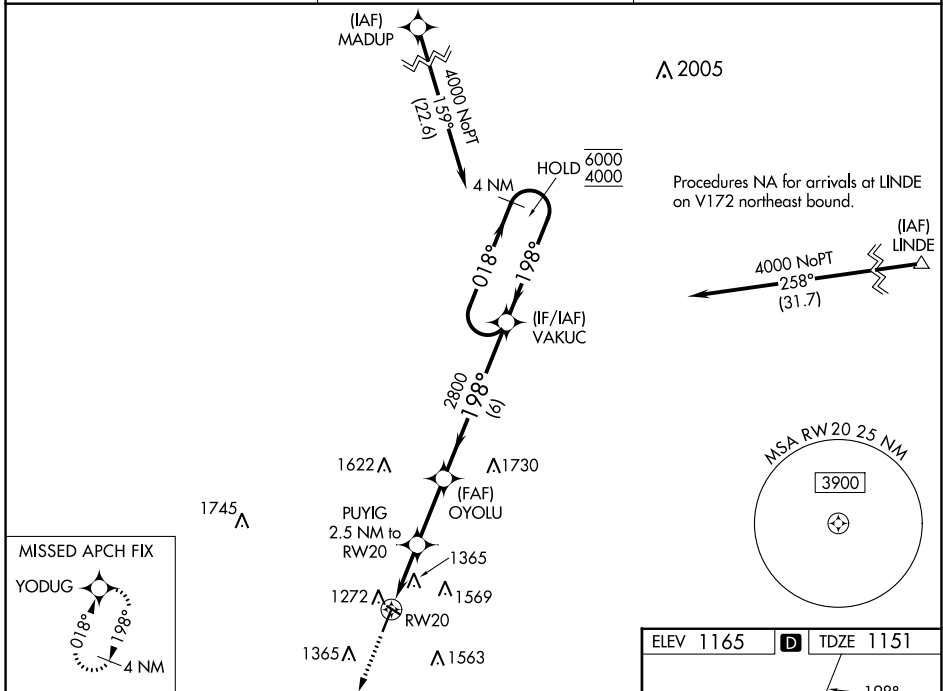 (IAF)
MADUP
4000 NoPT
159°
(22.6)
2005
HOLD 6000
4000
4 NM
Procedures NA for arrivals at LINDE
on V172 northeast bound.
(IAF)
LINDE
4000 NoPT
258°
(31.7)
018°
198°
(IF/IAF)
VAKUC
2800
198°
(6)
MSA RW20 25 NM
3900
1622
1730
(FAF)
OYOLU
1745
PUYIG
2.5 NM to
RW20
1365
1272
1569
RW20
1365
1563
MISSED APCH FIX
YODUG
018°
198°
4 NM
ELEV 1165 D TDZE 1151